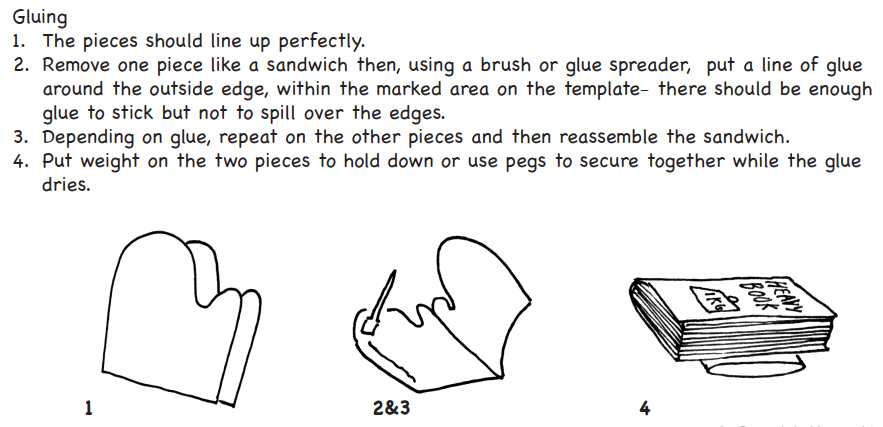 Gluing
1. The pieces should line up perfectly.
2. Remove one piece like a sandwich then, using a brush or glue spreader, put a line of glue
around the outside edge, within the marked area on the template- there should be enough
glue to stick but not to spill over the edges.
3. Depending on glue, repeat on the other pieces and then reassemble the sandwich.
4. Put weight on the two pieces to hold down or use pegs to secure together while the glue
dries.
HEAVY
BOOK
1KG
1
2&3
4